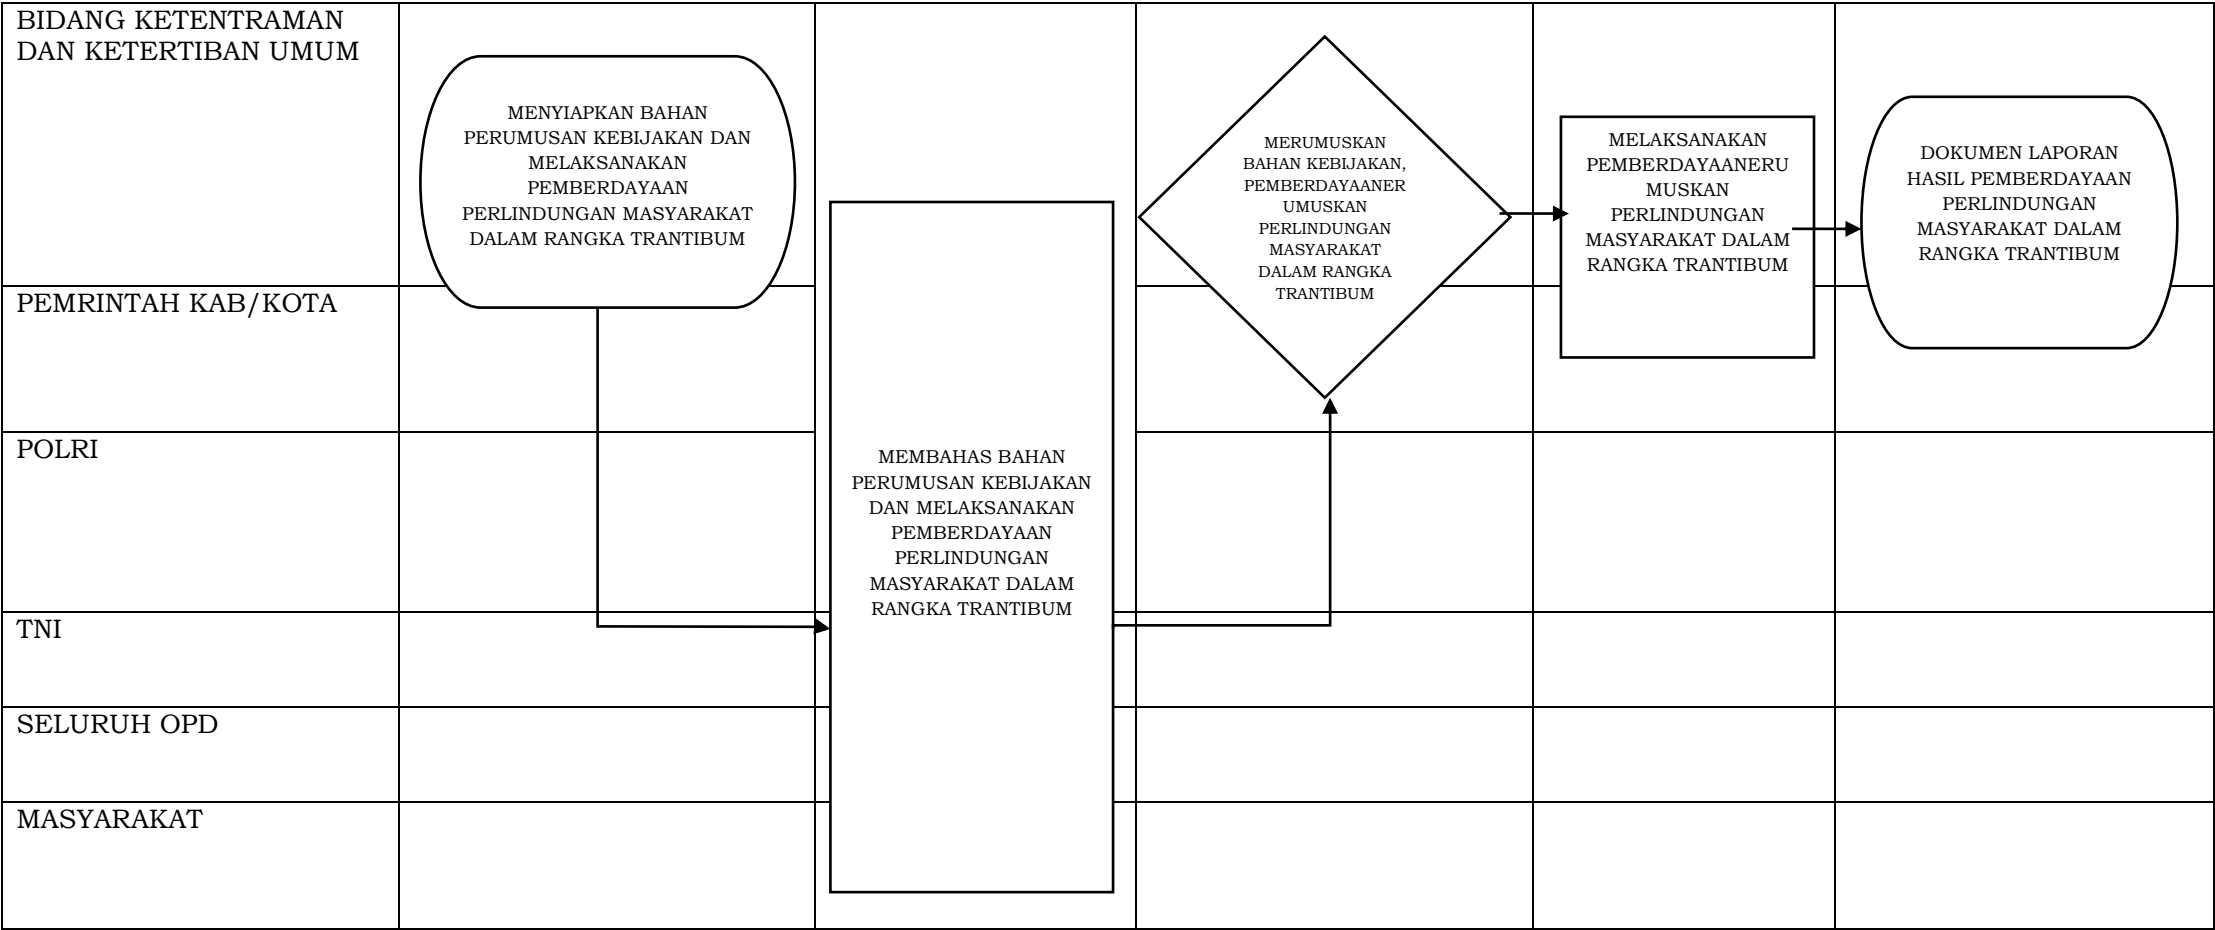 BIDANG KETENTRAMAN
DAN KETERTIBAN UMUM
MENYIAPKAN BAHAN
PERUMUSAN KEBIJAKAN DAN
MELAKSANAKAN
PEMBERDAYAAN
PERLINDUNGAN MASYARAKAT
DALAM RANGKA TRANTIBUM
MERUMUSKAN
BAHAN KEBIJAKAN,
PEMBERDAYAANER
UMUSKAN
PERLINDUNGAN
MASYARAKAT
DALAM RANGKA
TRANTIBUM
MELAKSANAKAN
PEMBERDAYAANERU
MUSKAN
PERLINDUNGAN
MASYARAKAT DALAM
RANGKA TRANTIBUM
DOKUMEN LAPORAN
HASIL PEMBERDAYAAN
PERLINDUNGAN
MASYARAKAT DALAM
RANGKA TRANTIBUM
PEMRINTAH KAB/KOTA
POLRI
MEMBAHAS BAHAN
PERUMUSAN KEBIJAKAN
DAN MELAKSANAKAN
PEMBERDAYAAN
PERLINDUNGAN
MASYARAKAT DALAM
RANGKA TRANTIBUM
TNI
SELURUH OPD
MASYARAKAT